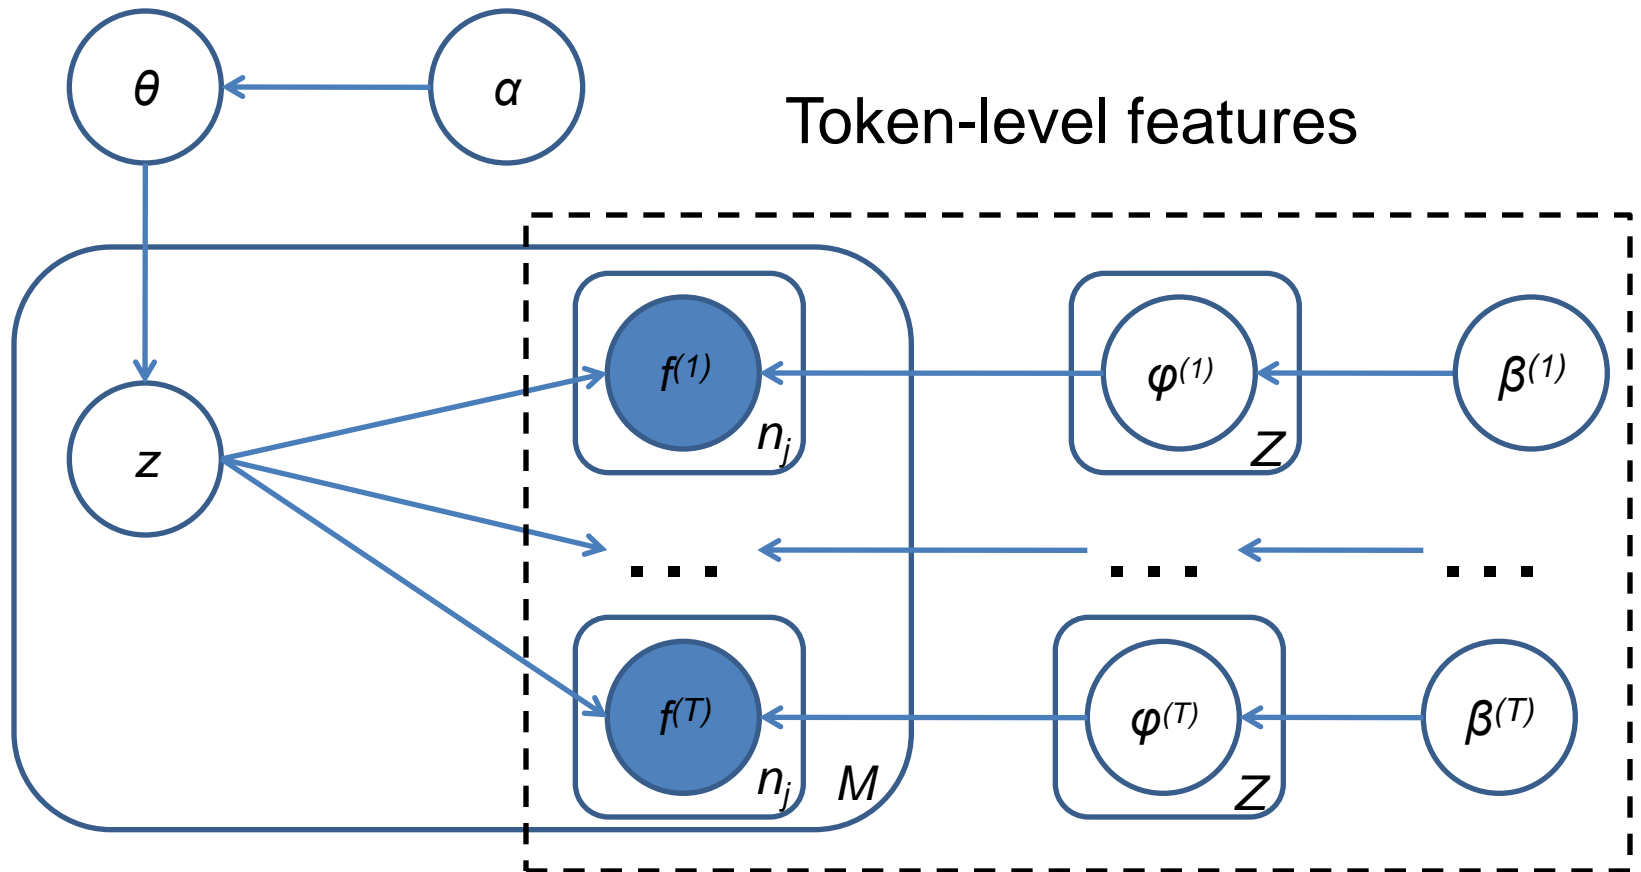 θ α
Token-level features
f(1) φ(1) β(1)
nj Z
z
... ... ...
f(T) φ(T) β(T)
nj M Z